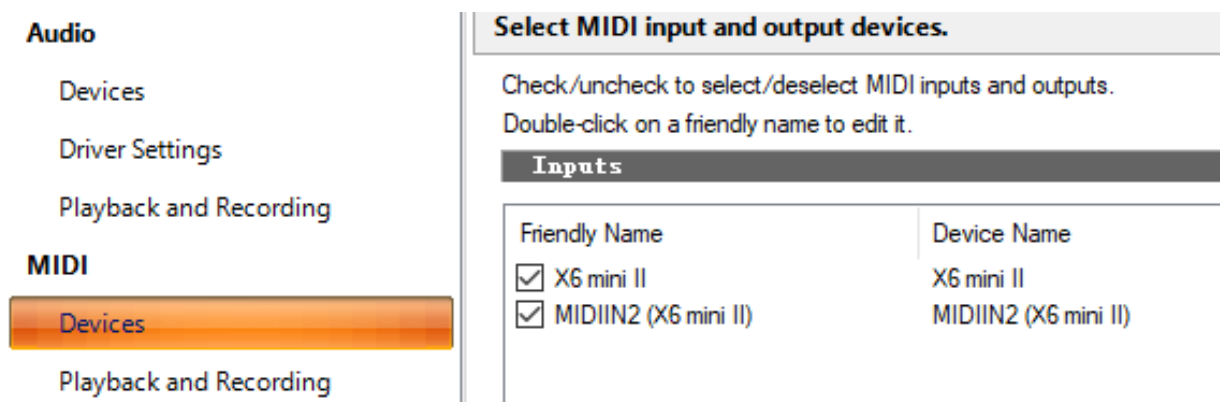 Audio
Devices
Driver Settings
Playback and Recording
MIDI
Devices
Playback and Recording
Select MIDI input and output devices.
Check/uncheck to select/deselect MIDI inputs and outputs.
Double-click on a friendly name to edit it.
Inputs
Friendly Name Device Name
X6 mini II X6 mini II
MIDIIN2 (X6 mini II) MIDIIN2 (X6 mini II)